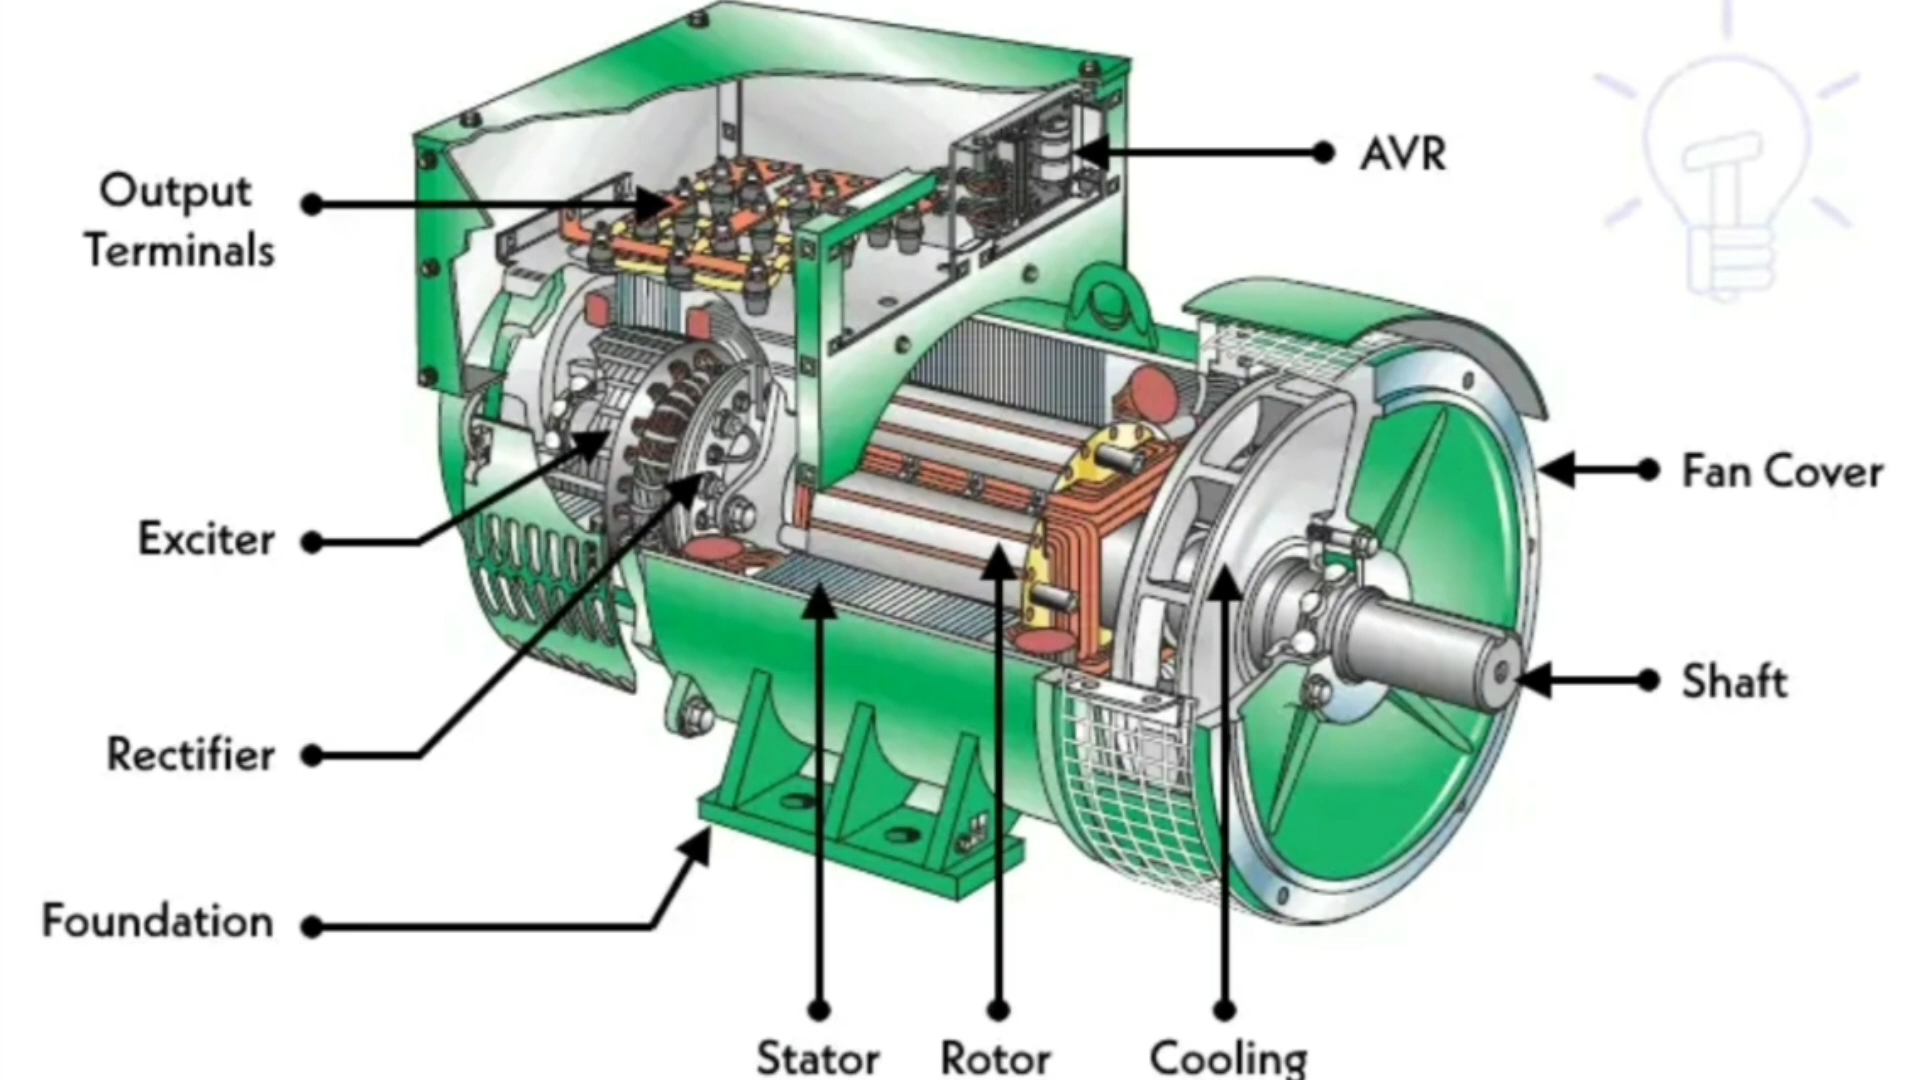 Output
Terminals
AVR
Fan Cover
Exciter
Shaft
Rectifier
Foundation
Stator
Rotor
Cooling